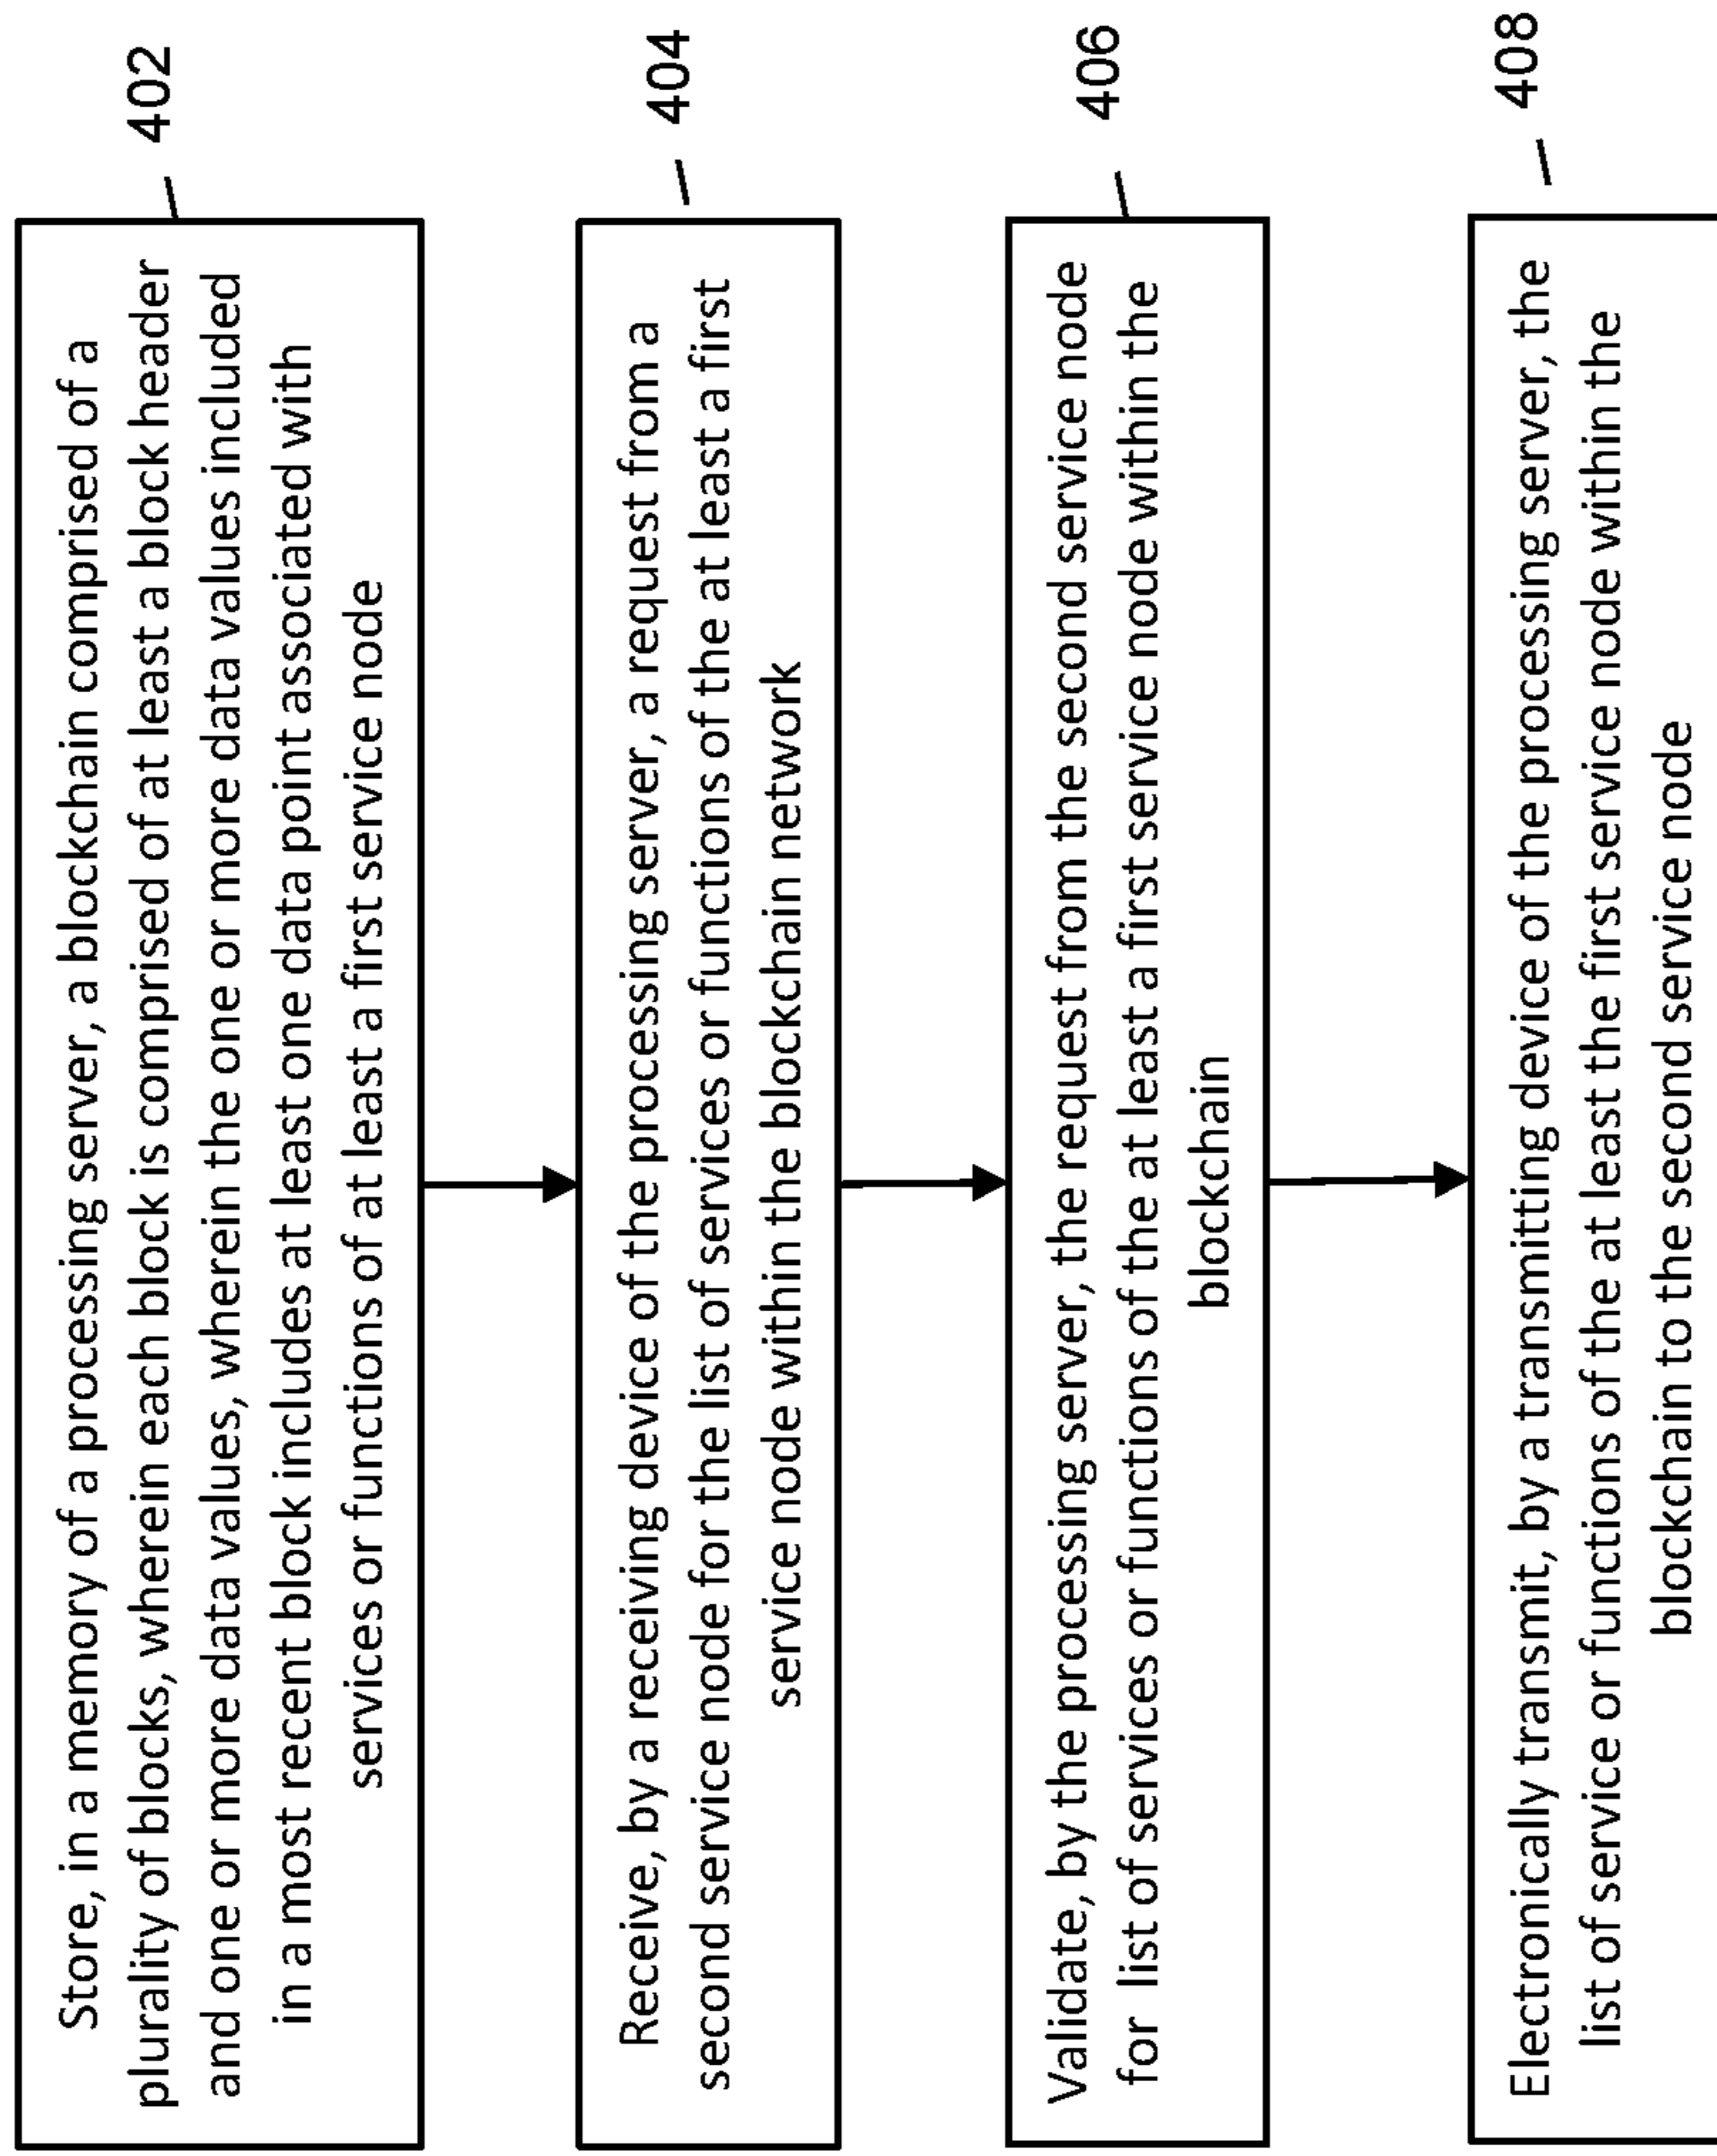 402
Store, in a memory of a processing server, a blockchain comprised of a
plurality of blocks, wherein each block is comprised of at least a block header
and one or more data values, wherein the one or more data values included
in a most recent block includes at least one data point associated with
services or functions of at least a first service node
404
Receive, by a receiving device of the processing server, a request from a
second service node for the list of services or functions of the at least a first
service node within the blockchain network
406
Validate, by the processing server, the request from the second service node
for list of services or functions of the at least a first service node within the
blockchain
408
Electronically transmit, by a transmitting device of the processing server, the
list of service or functions of the at least the first service node within the
blockchain to the second service node